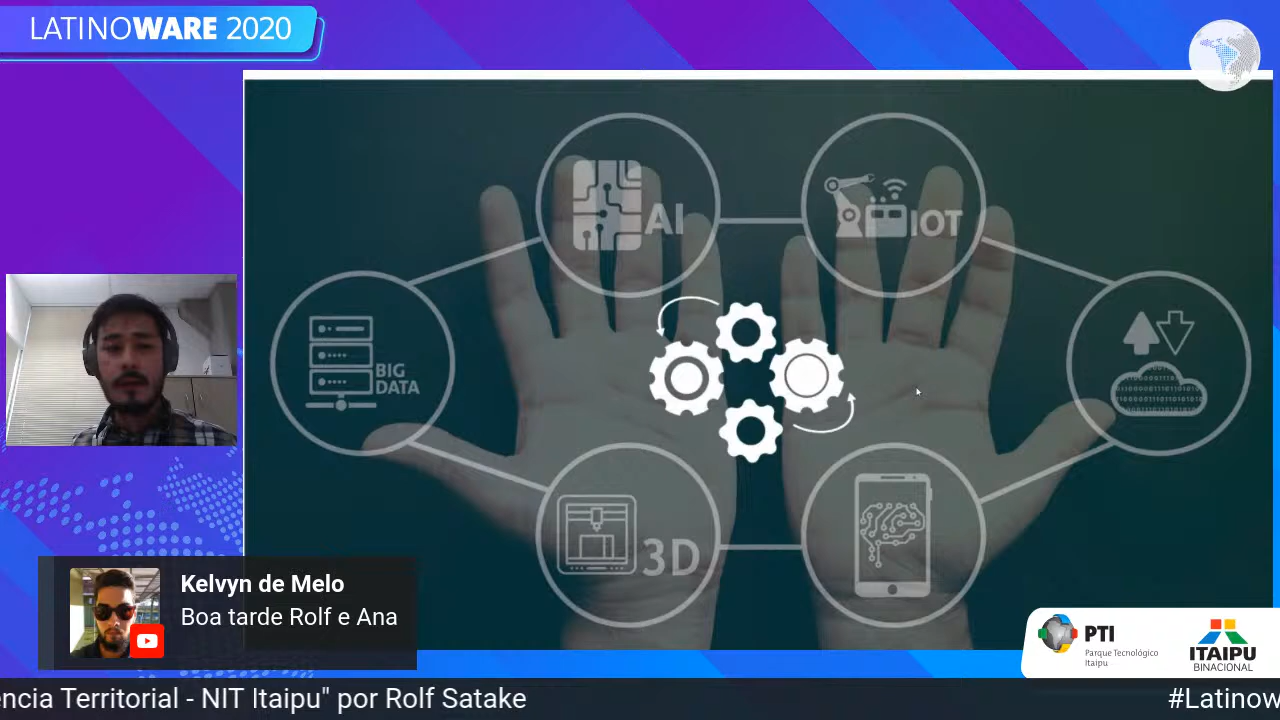 LATINOWARE 2020
AI
IOT
BIG
DATA
3D
Kelvyn de Melo
Boa tarde Rolf e Ana
PTI
Parque Tecnológico
Itaipu
ITAIPU
BINACIONAL
ência Territorial - NIT Itaipu" por Rolf Satake
#Latinow